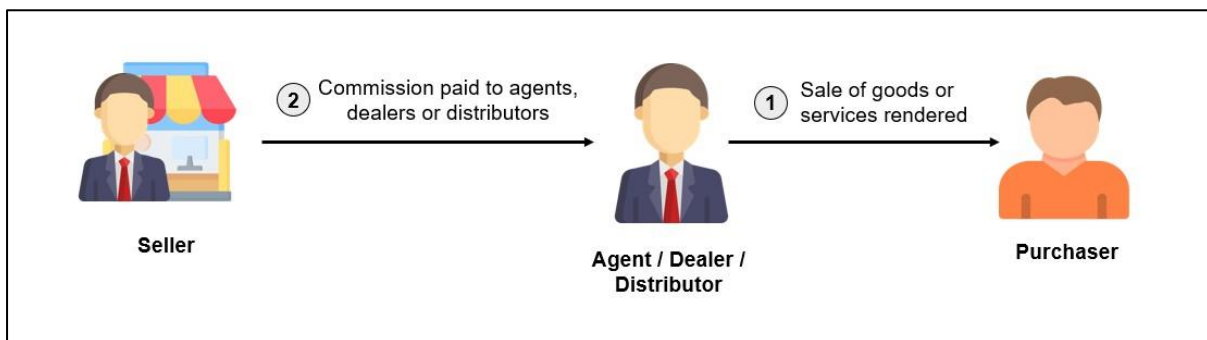 2 Commission paid to agents,
dealers or distributors
1 Sale of goods or
services rendered
Seller
Agent / Dealer /
Distributor
Purchaser